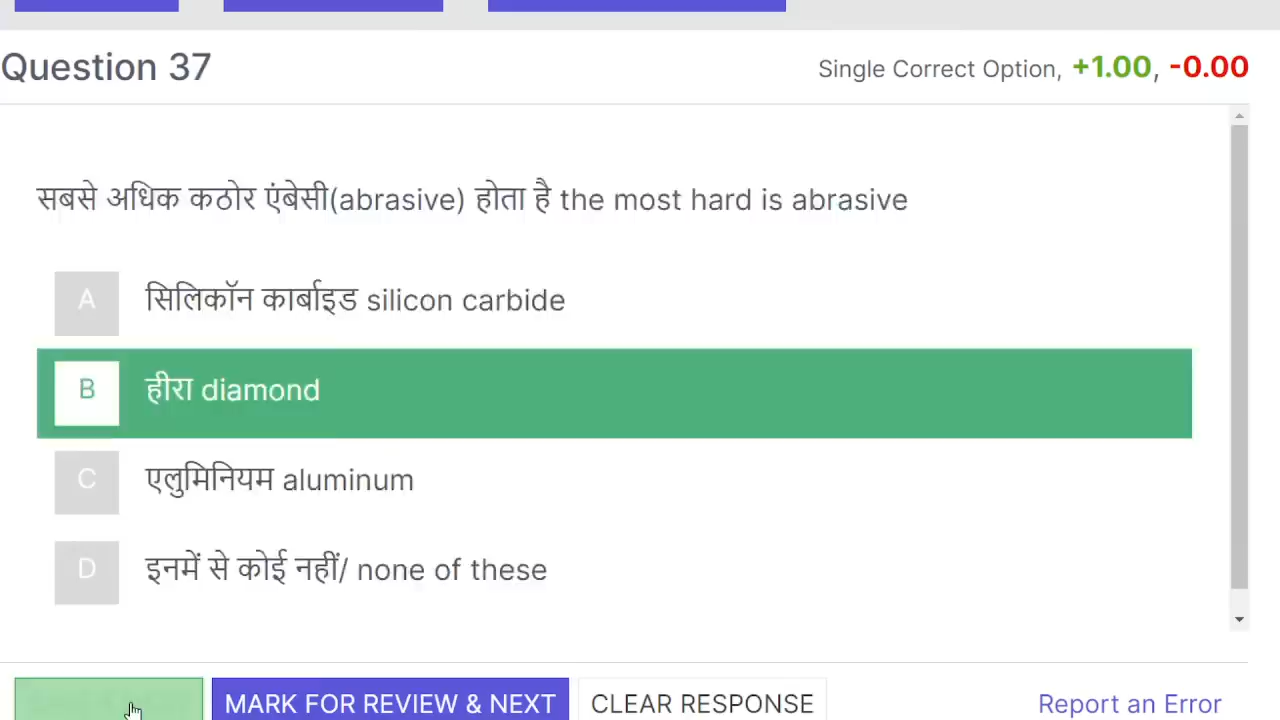 Question 37
Single Correct Option, +1.00, -0.00
सबसे अधिक कठोर एंबेसी(abrasive) होता है the most hard is abrasive
A सिलिकॉन कार्बाइड silicon carbide
B हीरा diamond
C एलुमिनियम aluminum
D इनमें से कोई नहीं/ none of these
MARK FOR REVIEW & NEXT
CLEAR RESPONSE
Report an Error